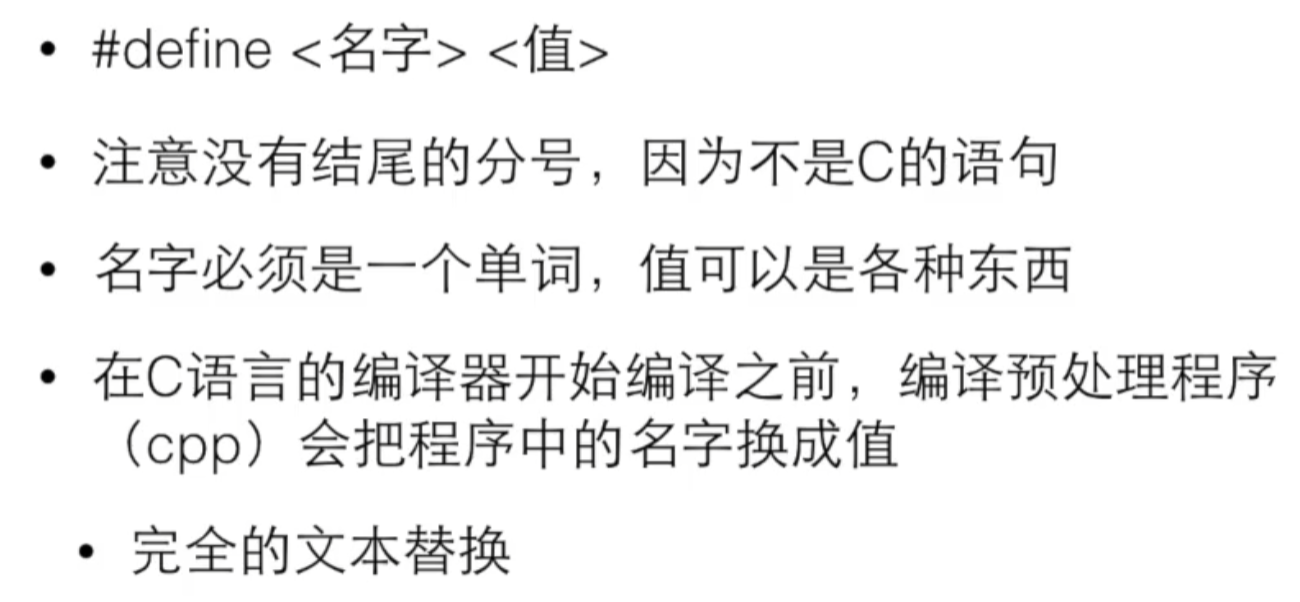 • #define <名字> <值>
• 注意没有结尾的分号，因为不是C的语句
• 名字必须是一个单词，值可以是各种东西
• 在C语言的编译器开始编译之前，编译预处理程序
（cpp）会把程序中的名字换成值
• 完全的文本替换